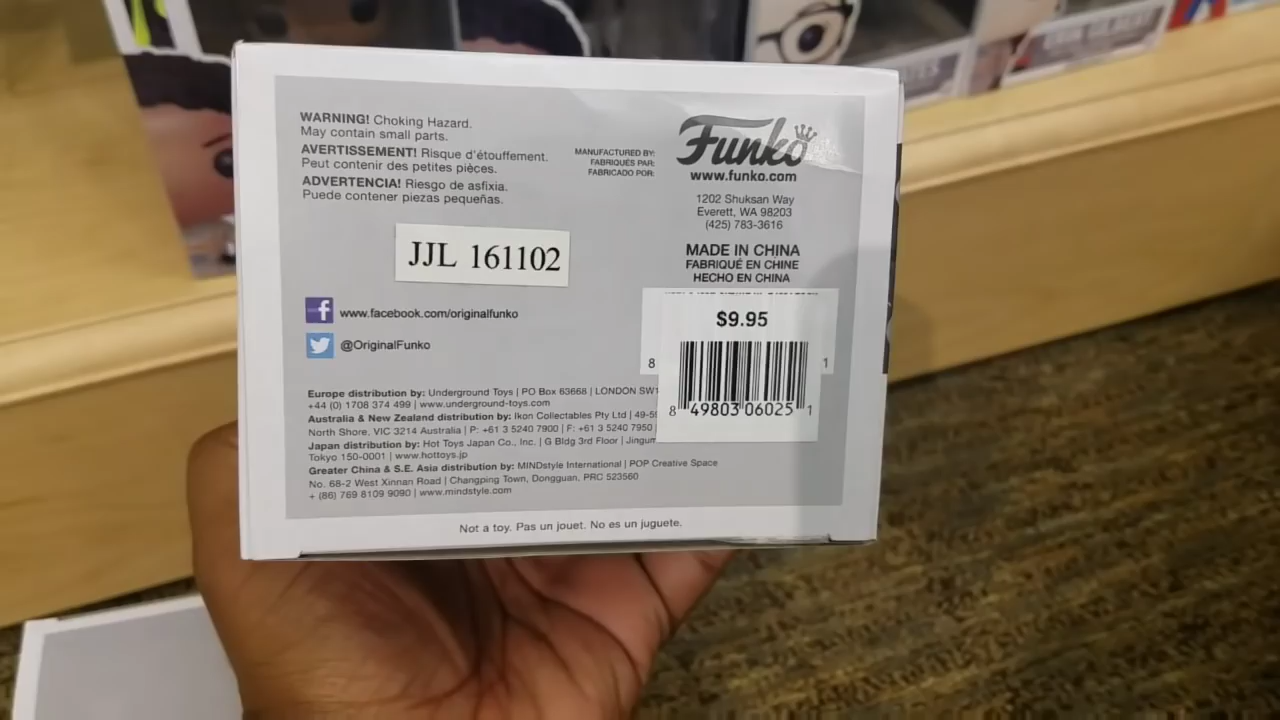 WARNING! Choking Hazard.
May contain small parts.
AVERTISSEMENT! Risque d'étouffement.
Peut contenir des petites pièces.
ADVERTENCIA! Riesgo de asfixia.
Puede contener piezas pequeñas.
MANUFACTURED BY:
FABRIQUÉS PAR:
FABRICADO POR:
Funko
www.funko.com
1202 Shuksan Way
Everett, WA 98203
(425) 783-3616
MADE IN CHINA
FABRIQUÉ EN CHINE
HECHO EN CHINA
JJL 161102
www.facebook.com/originalfunko
@OriginalFunko
$9.95
8 1
8 49803 06025 1
Europe distribution by: Underground Toys | PO Box 63668 | LONDON SW1
+44 (0) 1708 374 499 | www.underground-toys.com
Australia & New Zealand distribution by: Ikon Collectables Pty Ltd |
North Shore, VIC 3214 Australia | P: +61 3 5240 7900 | F: +61 3 5240 7950
Japan distribution by: Hot Toys Japan Co., Inc. | G Bldg 3rd Floor |
Tokyo 150-0001 | www.hottoys.jp
Greater China & S.E. Asia distribution by: MINDstyle International | POP Creative Space
No. 68-2 West Xinnan Road | Changping Town, Dongguan, PRC 523560
+ (86) 769 8109 9090 | www.mindstyle.com
Not a toy. Pas un jouet. No es un juguete.